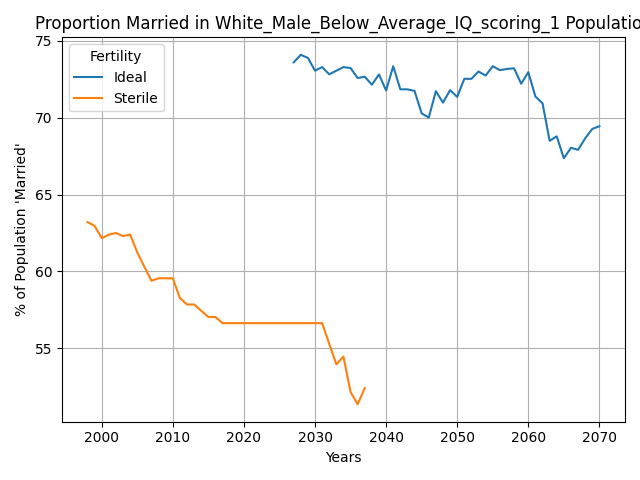 Proportion Married in White_Male_Below_Average_IQ_scoring_1 Populatio
75
70
65
60
55
% of Population 'Married'
Fertility
Ideal
Sterile
2000 2010 2020 2030 2040 2050 2060 2070
Years